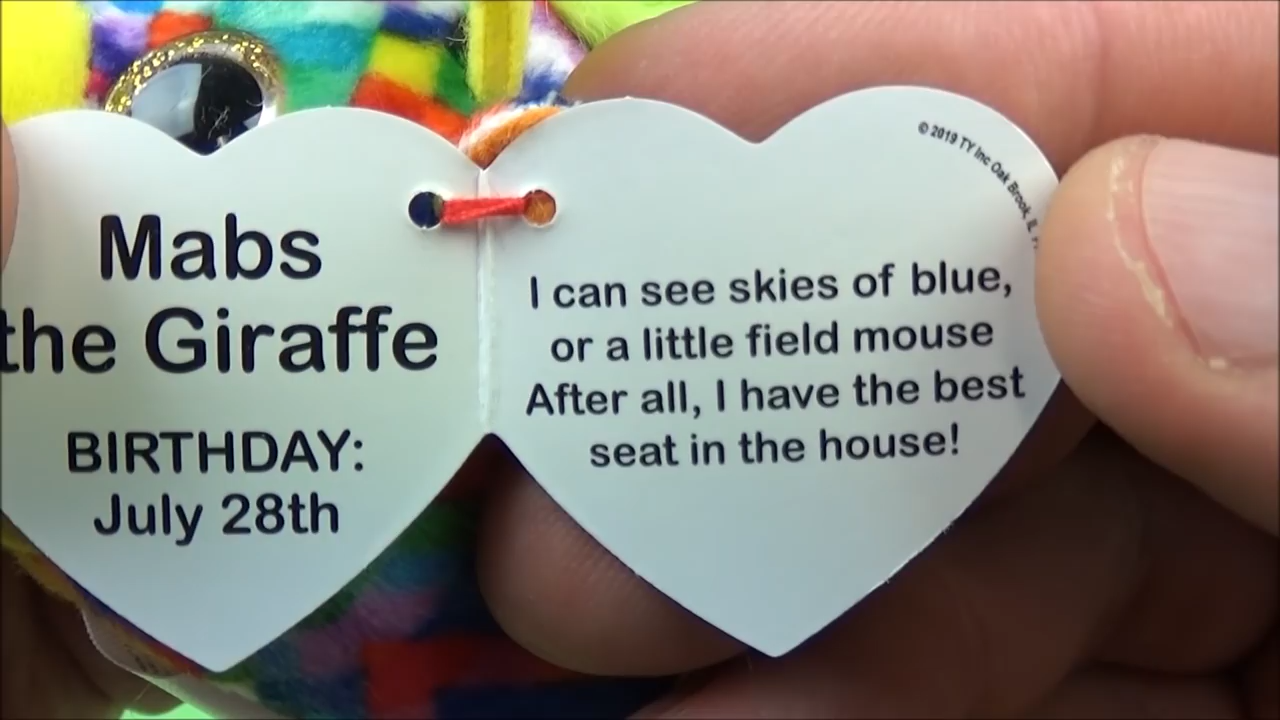 Mabs
the Giraffe
BIRTHDAY:
July 28th
© 2019 TY Inc Oak Brook, IL
I can see skies of blue,
or a little field mouse
After all, I have the best
seat in the house!